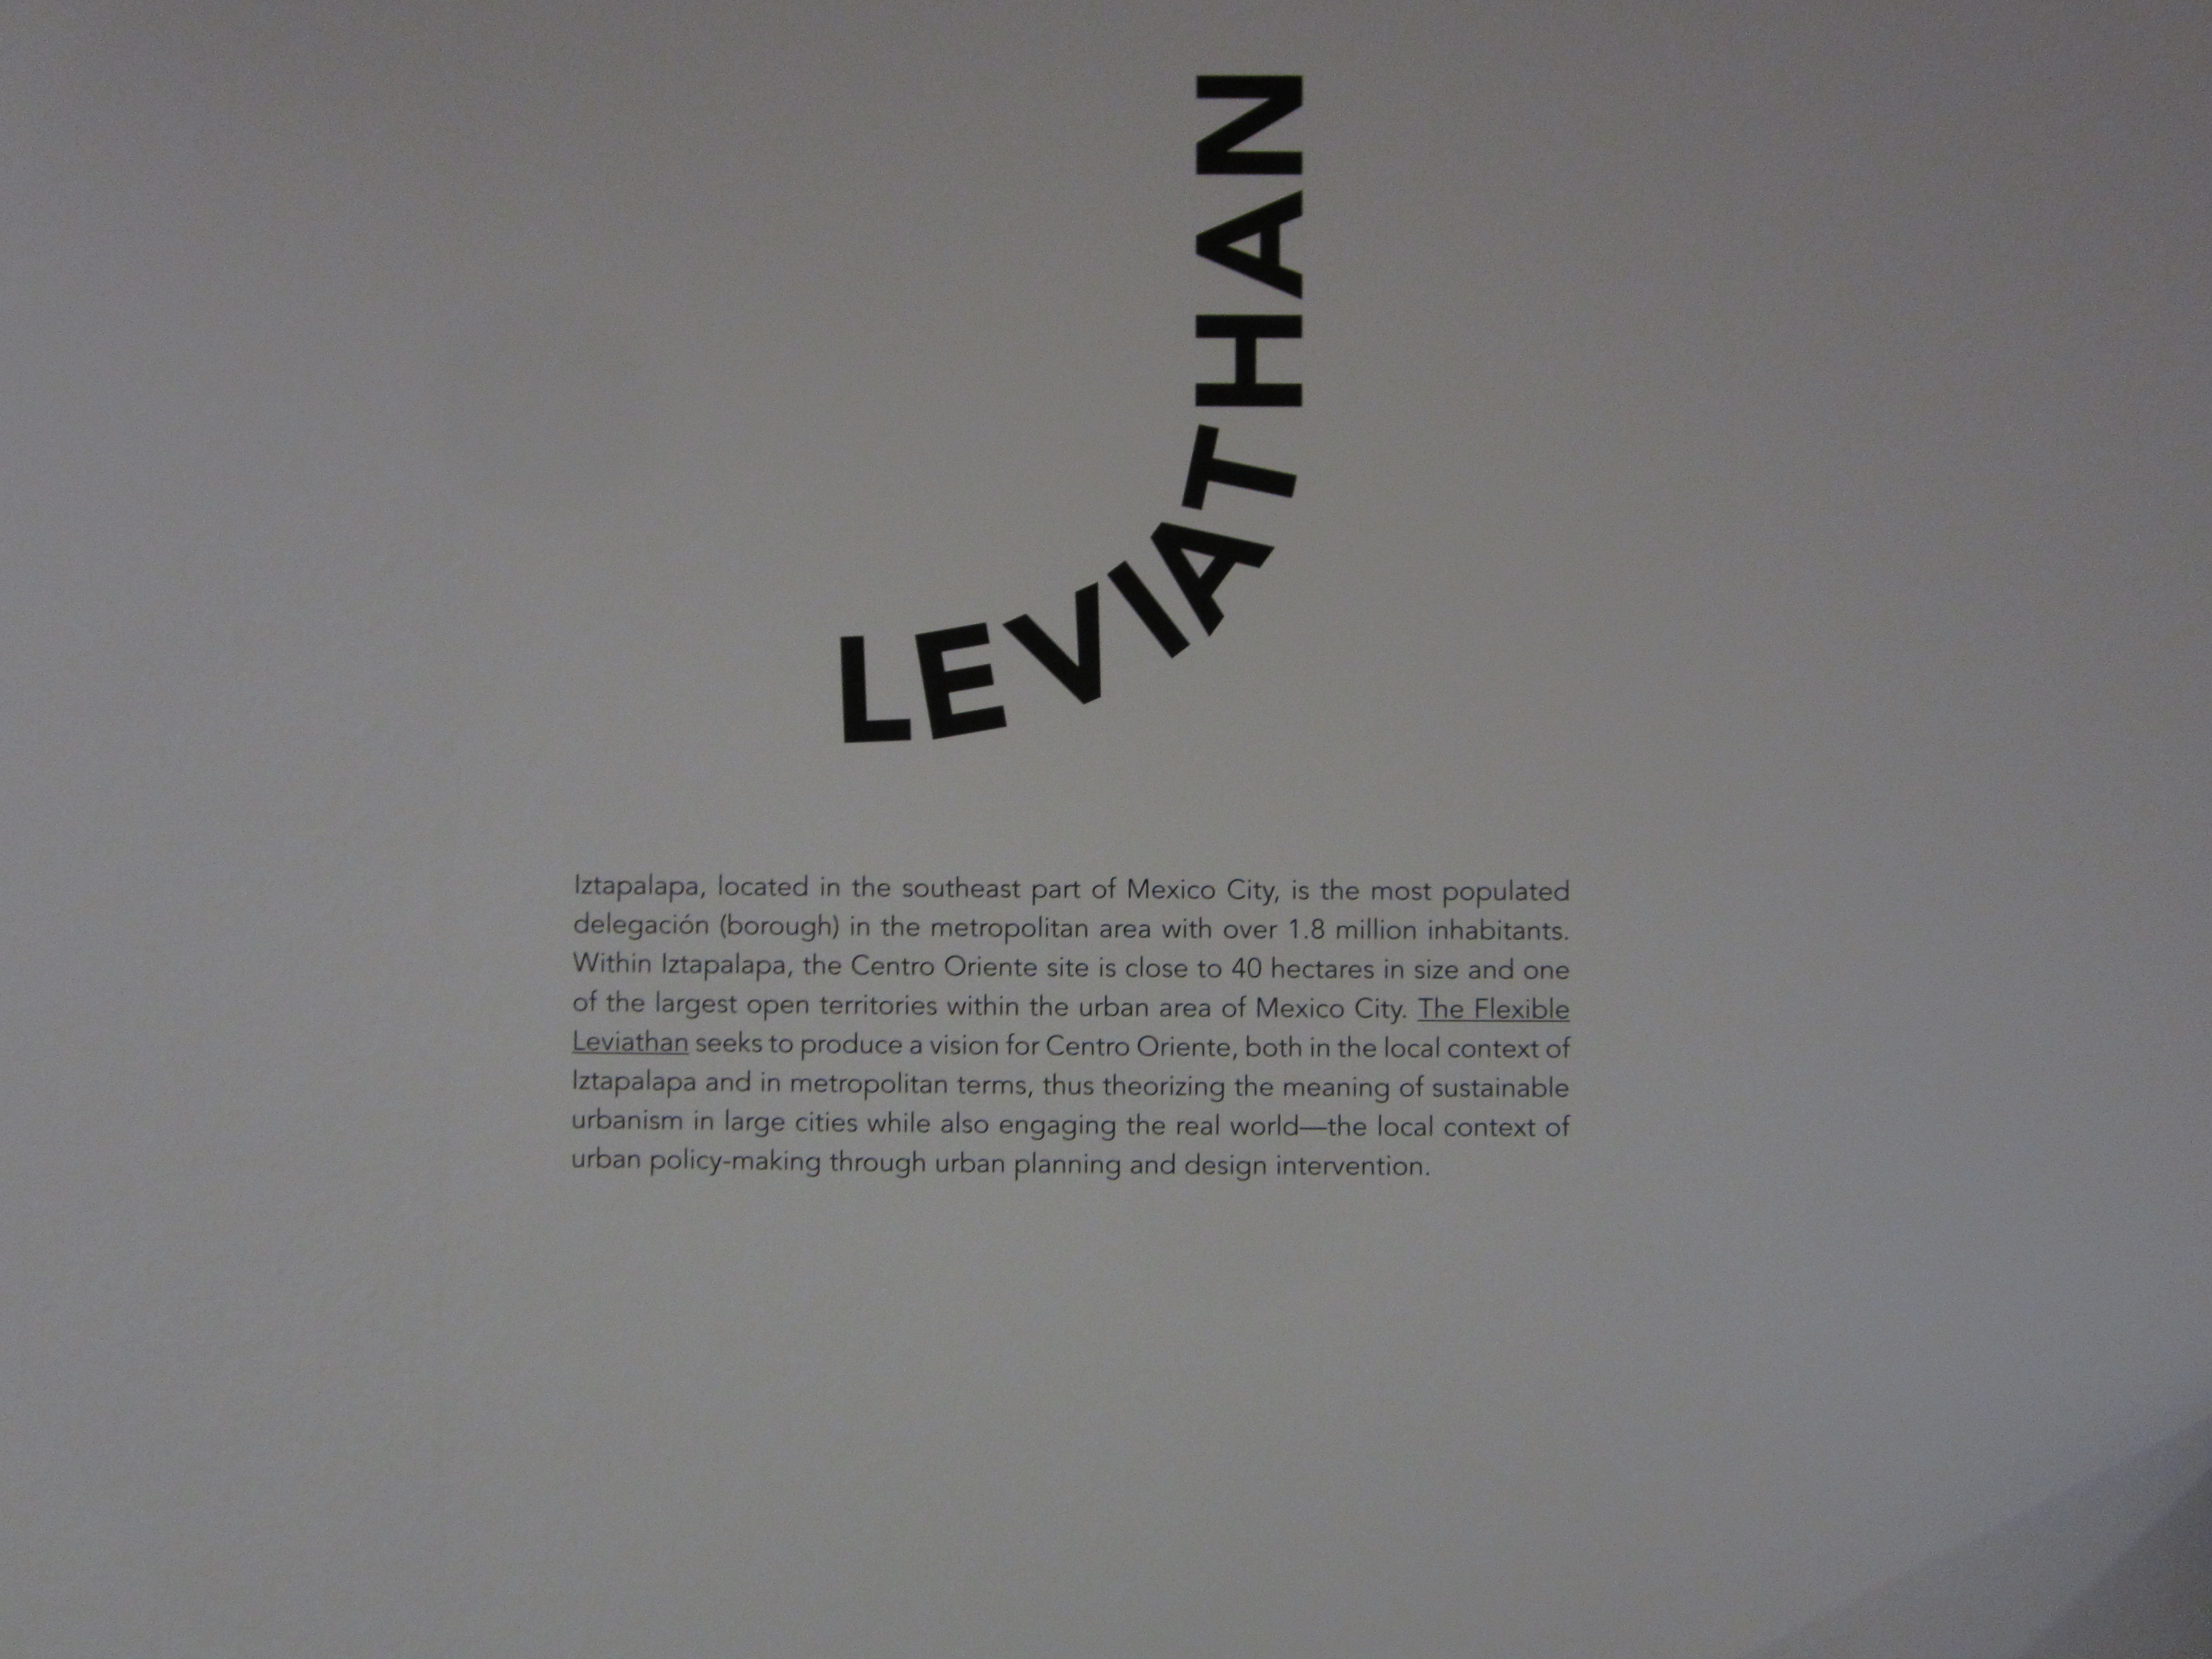 LEVIATHAN
Iztapalapa, located in the southeast part of Mexico City, is the most populated
delegación (borough) in the metropolitan area with over 1.8 million inhabitants.
Within Iztapalapa, the Centro Oriente site is close to 40 hectares in size and one
of the largest open territories within the urban area of Mexico City. The Flexible
Leviathan seeks to produce a vision for Centro Oriente, both in the local context of
Iztapalapa and in metropolitan terms, thus theorizing the meaning of sustainable
urbanism in large cities while also engaging the real world—the local context of
urban policy-making through urban planning and design intervention.